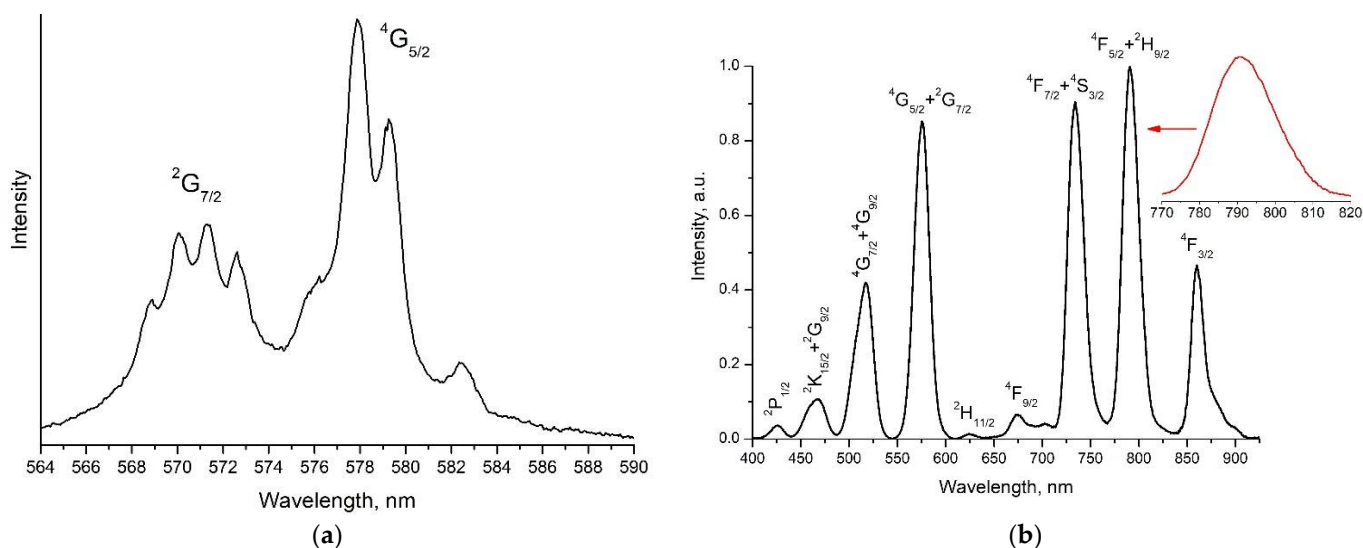 Intensity
²G₇/₂
⁴G₅/₂
564 566 568 570 572 574 576 578 580 582 584 586 588 590
Wavelength, nm
(a)
Intensity, a.u.
1.0
0.8
0.6
0.4
0.2
0.0
²P₁/₂
²K₁₅/₂+²G₉/₂
⁴G₇/₂+⁴G₉/₂
⁴G₅/₂+²G₇/₂
²H₁₁/₂
⁴F₉/₂
⁴F₇/₂+⁴S₃/₂
⁴F₅/₂+²H₉/₂
⁴F₃/₂
770 780 790 800 810 820
400 450 500 550 600 650 700 750 800 850 900
Wavelength, nm
(b)